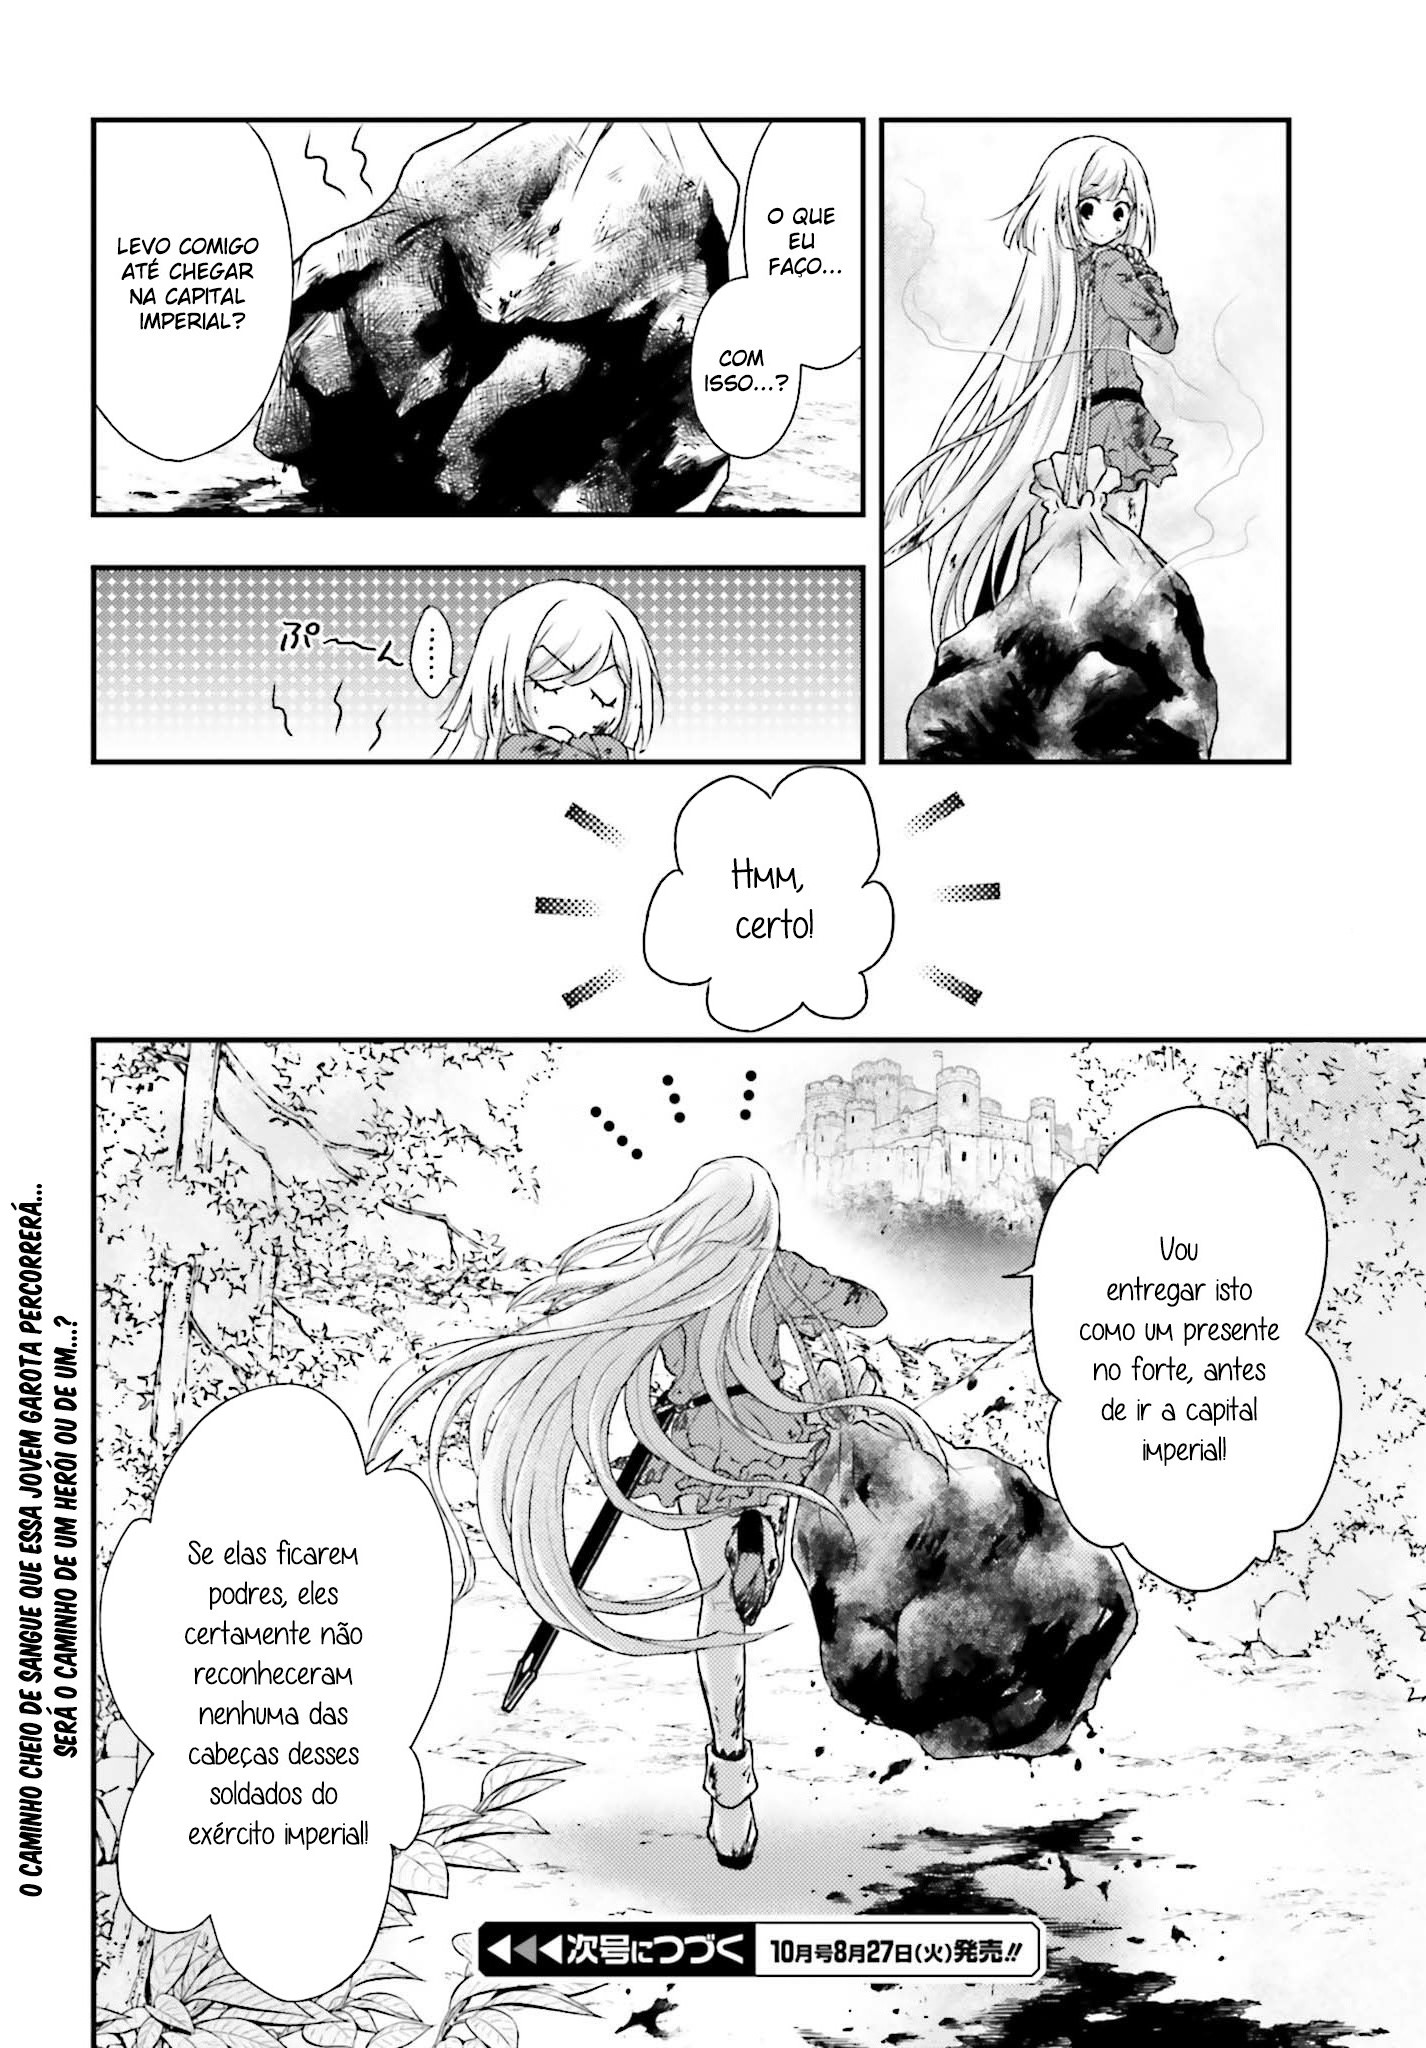 O QUE
EU
FAÇO...
COM
ISSO...?
LEVO COMIGO
ATÉ CHEGAR
NA CAPITAL
IMPERIAL?
ぷ〜〜ん
......
HMM,
CERTO!
Vou
entregar isto
como um presente
no forte, antes
de ir a capital
imperial!
Se elas ficarem
podres, eles
certamente não
reconheceram
nenhuma das
cabeças desses
soldados do
exército imperial!
O CAMINHO CHEIO DE SANGUE QUE ESSA JOVEM GAROTA PERCORRERÁ...
SERÁ O CAMINHO DE UM HERÓI OU DE UM...?
次号につづく 10月号8月27日(火)発売!!